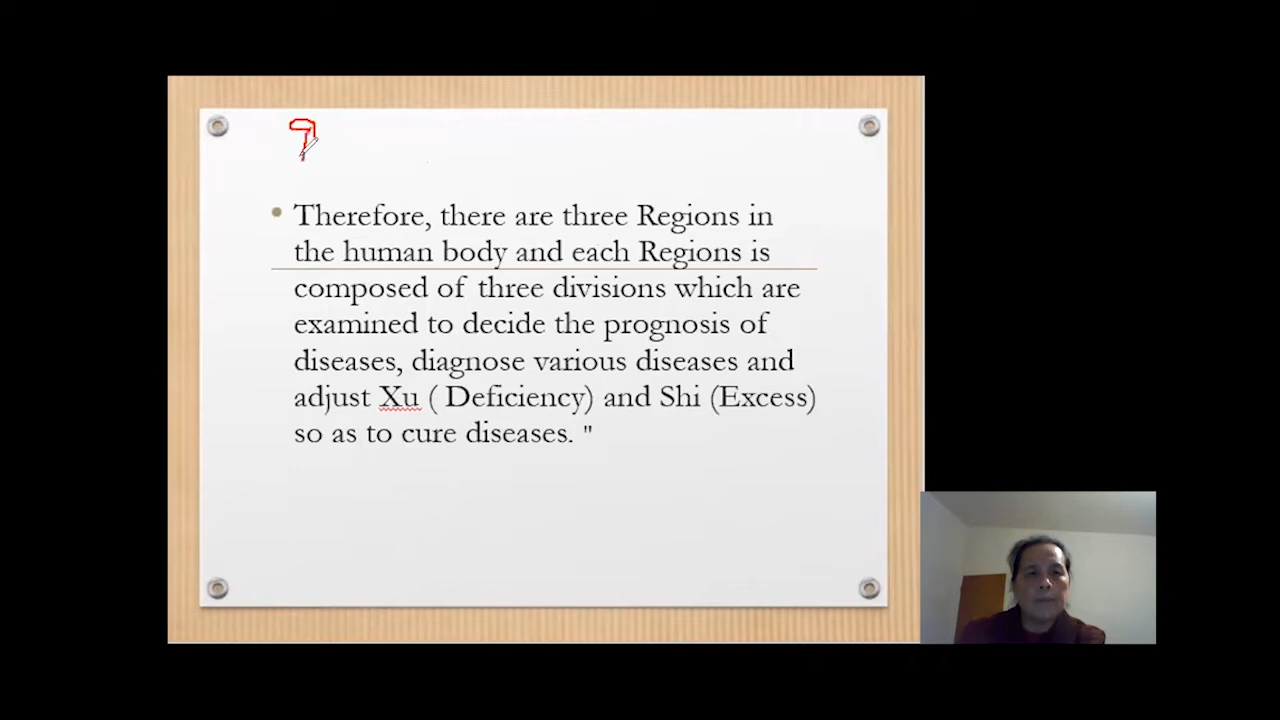 Therefore, there are three Regions in
the human body and each Regions is
composed of three divisions which are
examined to decide the prognosis of
diseases, diagnose various diseases and
adjust Xu ( Deficiency) and Shi (Excess)
so as to cure diseases. "